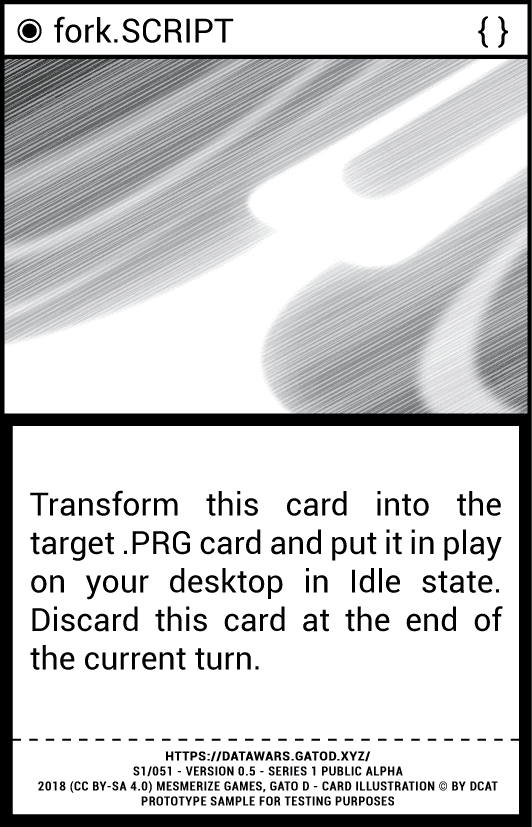 fork.SCRIPT { }
Transform this card into the
target .PRG card and put it in play
on your desktop in Idle state.
Discard this card at the end of
the current turn.
HTTPS://DATAWARS.GATOD.XYZ/
S1/051 - VERSION 0.5 - SERIES 1 PUBLIC ALPHA
2018 (CC BY-SA 4.0) MESMERIZE GAMES, GATO D - CARD ILLUSTRATION © BY DCAT
PROTOTYPE SAMPLE FOR TESTING PURPOSES